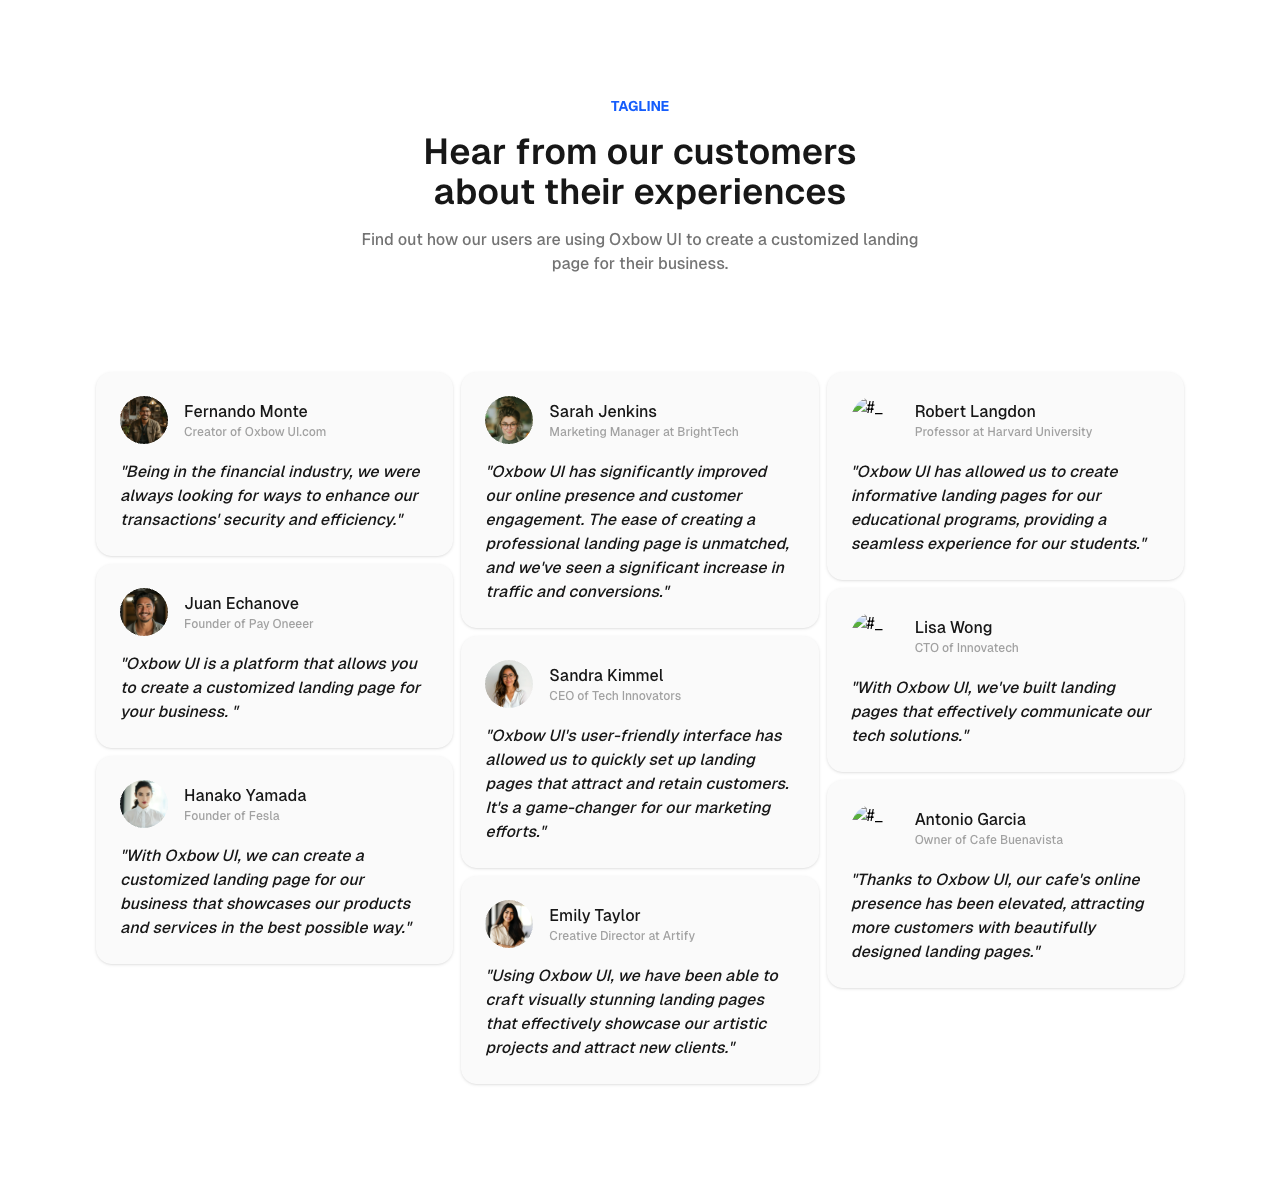 TAGLINE
Hear from our customers
about their experiences
Find out how our users are using Oxbow UI to create a customized landing
page for their business.
Fernando Monte
Creator of Oxbow UI.com
"Being in the financial industry, we were
always looking for ways to enhance our
transactions' security and efficiency."
Juan Echanove
Founder of Pay Oneeer
"Oxbow UI is a platform that allows you
to create a customized landing page for
your business. "
Hanako Yamada
Founder of Fesla
"With Oxbow UI, we can create a
customized landing page for our
business that showcases our products
and services in the best possible way."
Sarah Jenkins
Marketing Manager at BrightTech
"Oxbow UI has significantly improved
our online presence and customer
engagement. The ease of creating a
professional landing page is unmatched,
and we've seen a significant increase in
traffic and conversions."
Sandra Kimmel
CEO of Tech Innovators
"Oxbow UI's user-friendly interface has
allowed us to quickly set up landing
pages that attract and retain customers.
It's a game-changer for our marketing
efforts."
Emily Taylor
Creative Director at Artify
"Using Oxbow UI, we have been able to
craft visually stunning landing pages
that effectively showcase our artistic
projects and attract new clients."
#_
Robert Langdon
Professor at Harvard University
"Oxbow UI has allowed us to create
informative landing pages for our
educational programs, providing a
seamless experience for our students."
#_
Lisa Wong
CTO of Innovatech
"With Oxbow UI, we've built landing
pages that effectively communicate our
tech solutions."
#_
Antonio Garcia
Owner of Cafe Buenavista
"Thanks to Oxbow UI, our cafe's online
presence has been elevated, attracting
more customers with beautifully
designed landing pages."